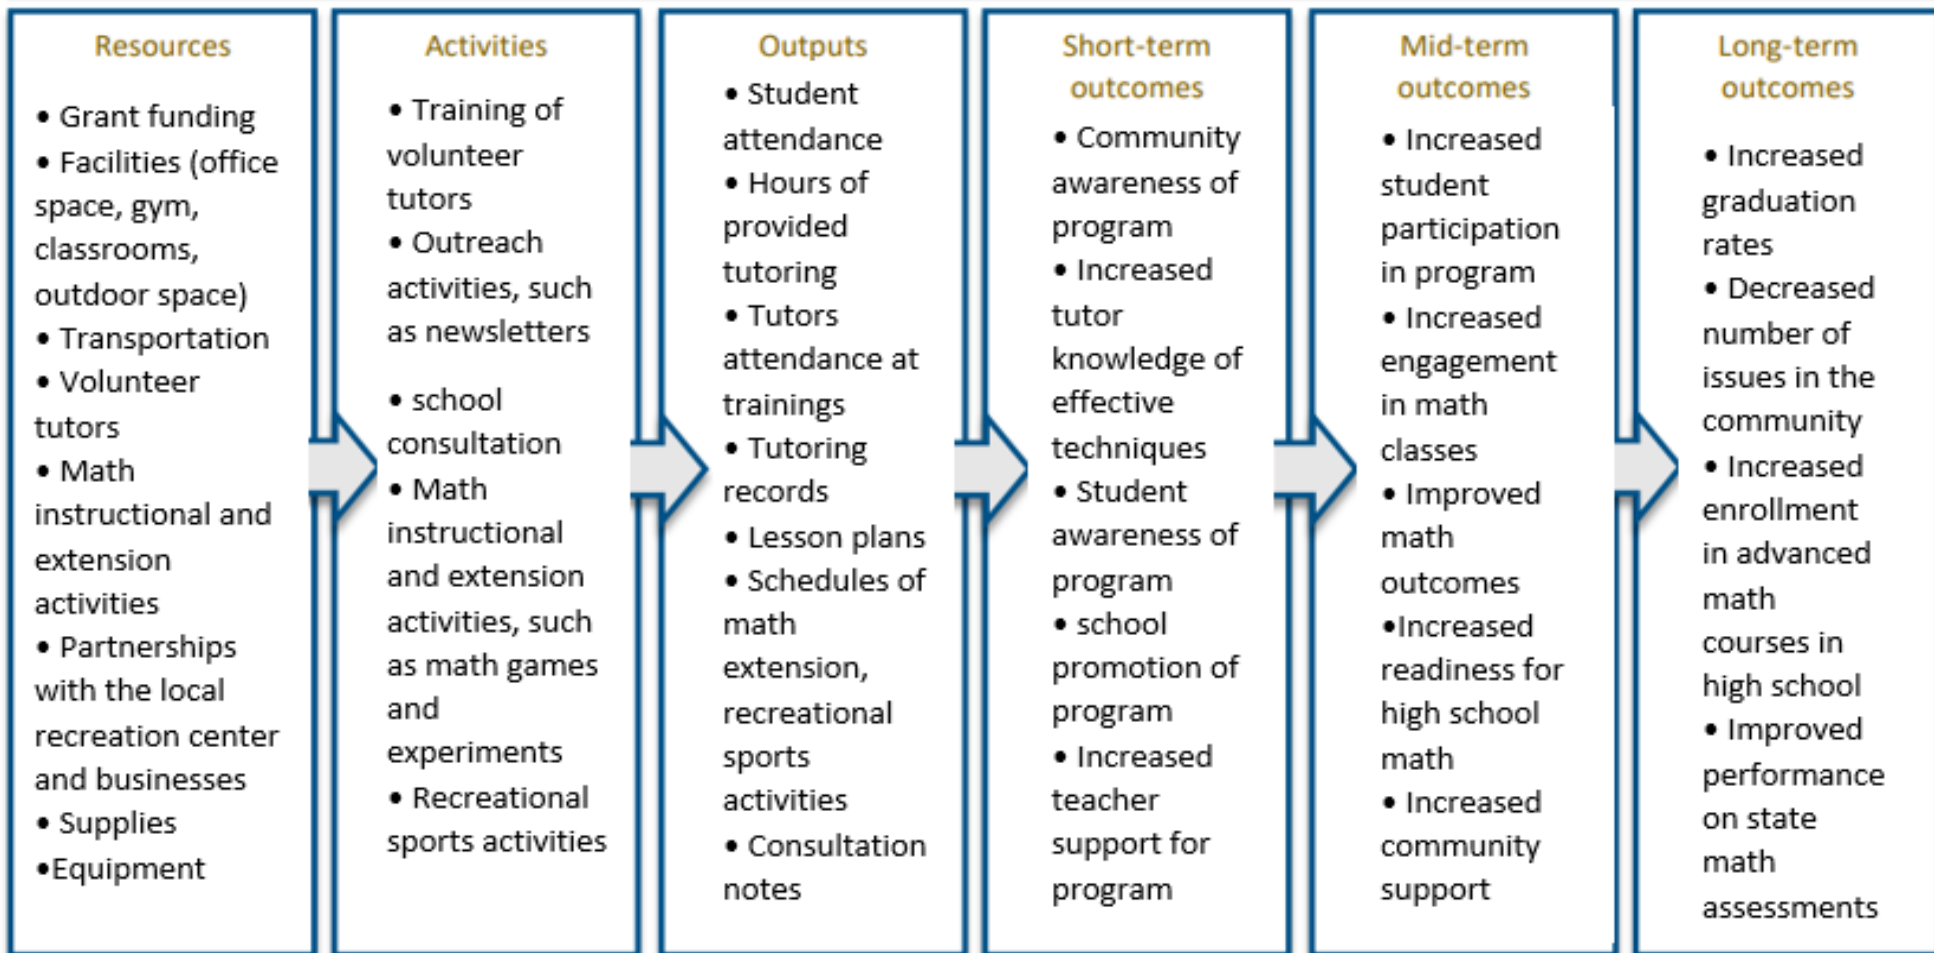 Resources
• Grant funding
• Facilities (office
space, gym,
classrooms,
outdoor space)
• Transportation
• Volunteer
tutors
• Math
instructional and
extension
activities
• Partnerships
with the local
recreation center
and businesses
• Supplies
•Equipment
Activities
• Training of
volunteer
tutors
• Outreach
activities, such
as newsletters
• school
consultation
• Math
instructional
and extension
activities, such
as math games
and
experiments
• Recreational
sports activities
Outputs
• Student
attendance
• Hours of
provided
tutoring
• Tutors
attendance at
trainings
• Tutoring
records
• Lesson plans
• Schedules of
math
extension,
recreational
sports
activities
• Consultation
notes
Short-term
outcomes
• Community
awareness of
program
• Increased
tutor
knowledge of
effective
techniques
• Student
awareness of
program
• school
promotion of
program
• Increased
teacher
support for
program
Mid-term
outcomes
• Increased
student
participation
in program
• Increased
engagement
in math
classes
• Improved
math
outcomes
•Increased
readiness for
high school
math
• Increased
community
support
Long-term
outcomes
• Increased
graduation
rates
• Decreased
number of
issues in the
community
• Increased
enrollment
in advanced
math
courses in
high school
• Improved
performance
on state
math
assessments